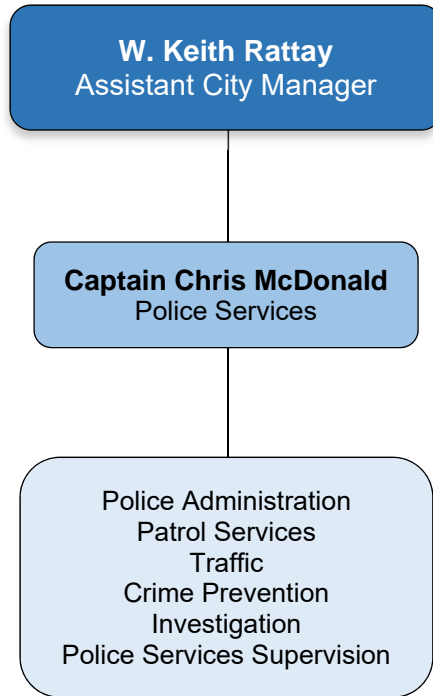 W. Keith Rattay
Assistant City Manager
Captain Chris McDonald
Police Services
Police Administration
Patrol Services
Traffic
Crime Prevention
Investigation
Police Services Supervision